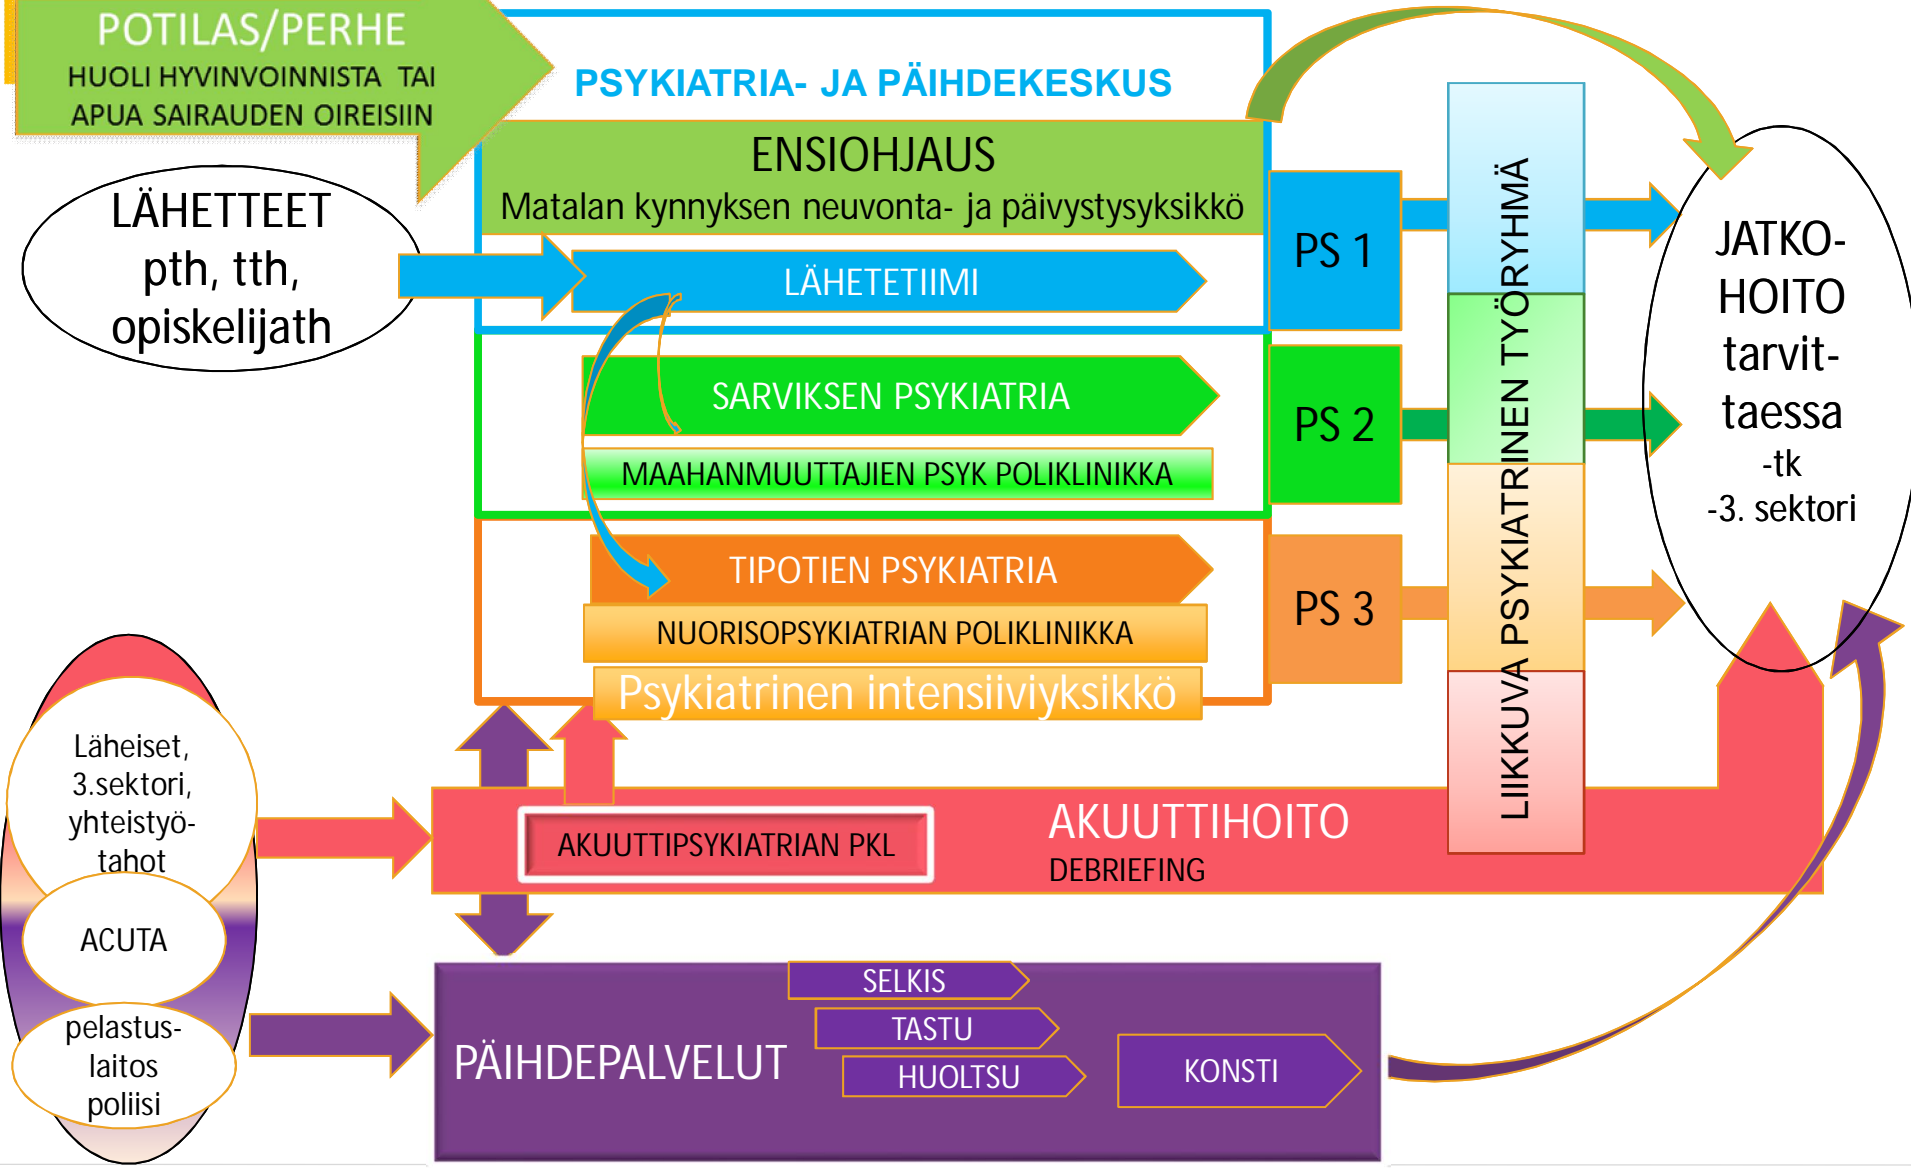 POTILAS/PERHE
HUOLI HYVINVOINNISTA TAI
APUA SAIRAUDEN OIREISIIN
PSYKIATRIA- JA PÄIHDEKESKUS
ENSIOHJAUS
Matalan kynnyksen neuvonta- ja päivystysyksikkö
LÄHETTEET
pth, tth,
opiskelijath
LÄHETETIIMI
PS 1
SARVIKSEN PSYKIATRIA
MAAHANMUUTTAJIEN PSYK POLIKLINIKKA
PS 2
TIPOTIEN PSYKIATRIA
NUORISOPSYKIATRIAN POLIKLINIKKA
Psykiatrinen intensiiviyksikkö
PS 3
LIIKKUVA PSYKIATRINEN TYÖRYHMÄ
JATKO-
HOITO
tarvit-
taessa
-tk
-3. sektori
Läheiset,
3.sektori,
yhteistyö-
tahot
ACUTA
pelastus-
laitos
poliisi
AKUUTTIPSYKIATRIAN PKL
AKUUTTIHOITO
DEBRIEFING
PÄIHDEPALVELUT
SELKIS
TASTU
HUOLTSU
KONSTI